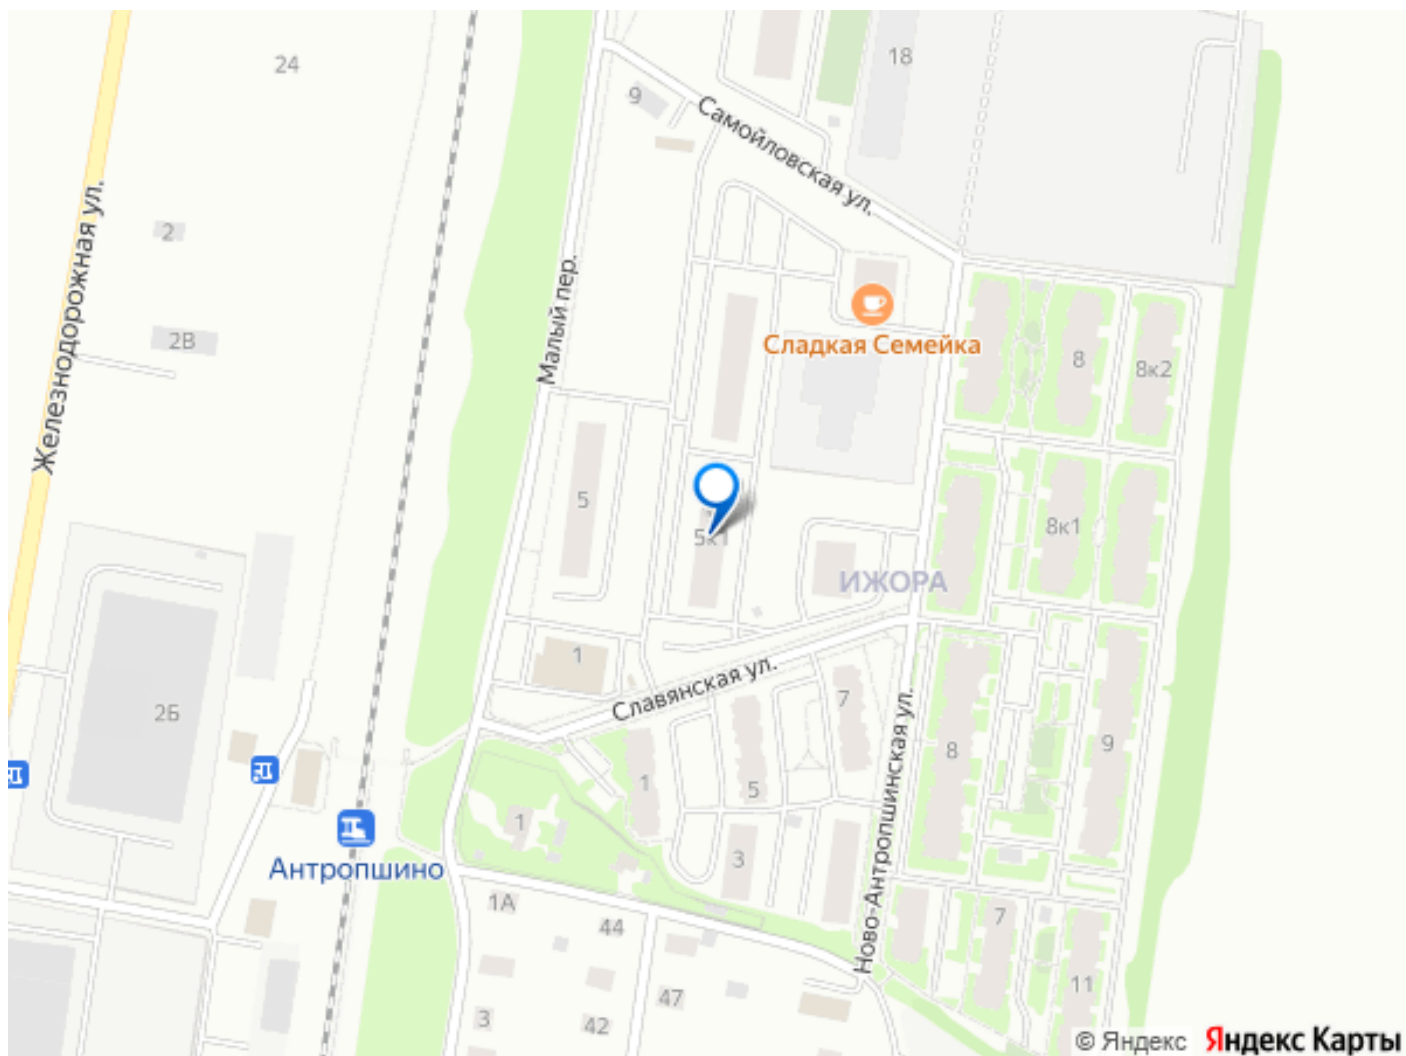 24
18
9
Самойловская ул.
Железнодорожная ул.
2
Малый пер.
2В
Сладкая Семейка
8
8к2
5
8к1
5к1
ИЖОРА
1
Славянская ул.
7
2Б
Ново-Антропшинская ул.
8
9
1
5
1
3
Антропшино
1А
44
7
47
11
3
42
© Яндекс Яндекс Карты